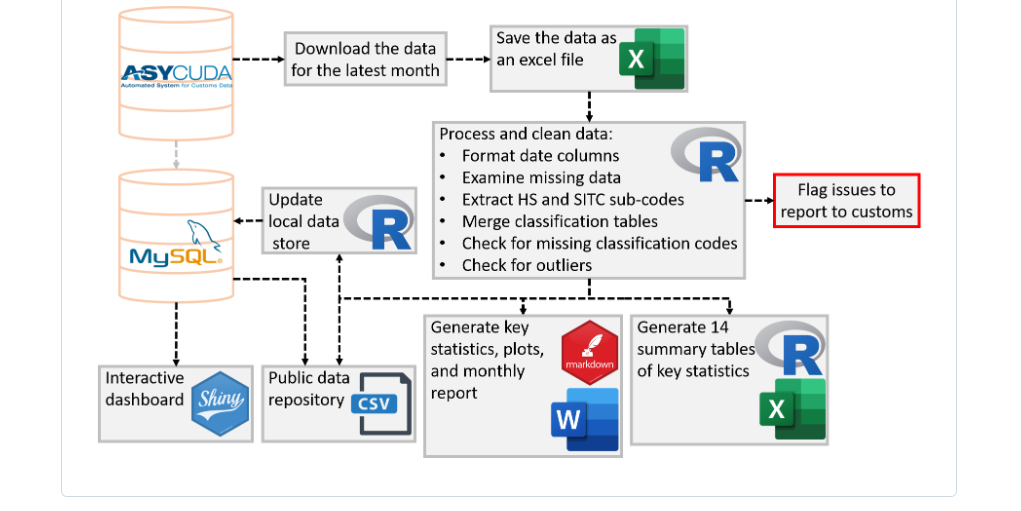 ASYCUDA
Automated System for Customs Data
Download the data
for the latest month
Save the data as
an excel file
X
Process and clean data:
• Format date columns
• Examine missing data
• Extract HS and SITC sub-codes
• Merge classification tables
• Check for missing classification codes
• Check for outliers
R
Flag issues to
report to customs
Update
local data
store
R
MySQL®
Interactive
dashboard
Shiny
Public data
repository
CSV
Generate key
statistics, plots,
and monthly
report
rmarkdown
W
Generate 14
summary tables
of key statistics
R
X